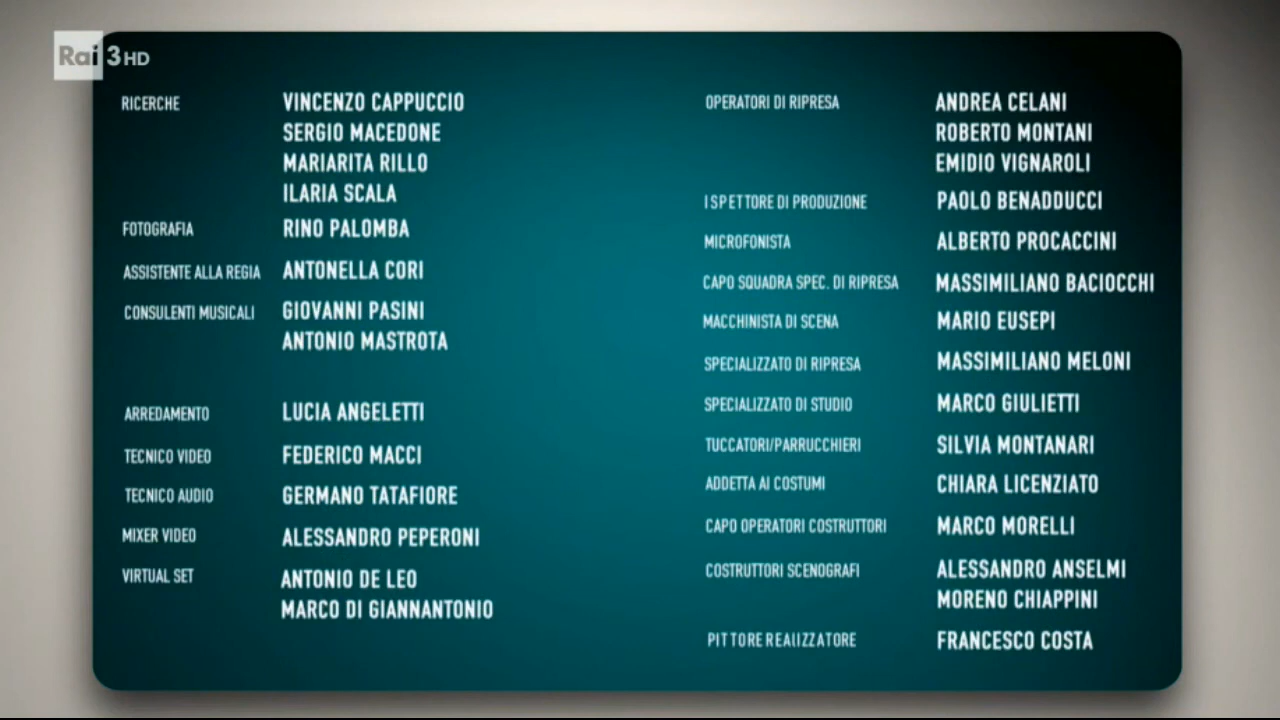 Rai 3 HD
RICERCHE VINCENZO CAPPUCCIO
SERGIO MACEDONE
MARIARITA RILLO
ILARIA SCALA
FOTOGRAFIA RINO PALOMBA
ASSISTENTE ALLA REGIA ANTONELLA CORI
CONSULENTI MUSICALI GIOVANNI PASINI
ANTONIO MASTROTA
ARREDAMENTO LUCIA ANGELETTI
TECNICO VIDEO FEDERICO MACCI
TECNICO AUDIO GERMANO TATAFIORE
MIXER VIDEO ALESSANDRO PEPERONI
VIRTUAL SET ANTONIO DE LEO
MARCO DI GIANNANTONIO
OPERATORI DI RIPRESA ANDREA CELANI
ROBERTO MONTANI
EMIDIO VIGNAROLI
ISPETTORE DI PRODUZIONE PAOLO BENADDUCCI
MICROFONISTA ALBERTO PROCACCINI
CAPO SQUADRA SPEC. DI RIPRESA MASSIMILIANO BACIOCCHI
MACCHINISTA DI SCENA MARIO EUSEPI
SPECIALIZZATO DI RIPRESA MASSIMILIANO MELONI
SPECIALIZZATO DI STUDIO MARCO GIULIETTI
TUCCATORI/PARRUCCHIERI SILVIA MONTANARI
ADDETTA AI COSTUMI CHIARA LICENZIATO
CAPO OPERATORI COSTRUTTORI MARCO MORELLI
COSTRUTTORI SCENOGRAFI ALESSANDRO ANSELMI
MORENO CHIAPPINI
PITTORE REALIZZATORE FRANCESCO COSTA